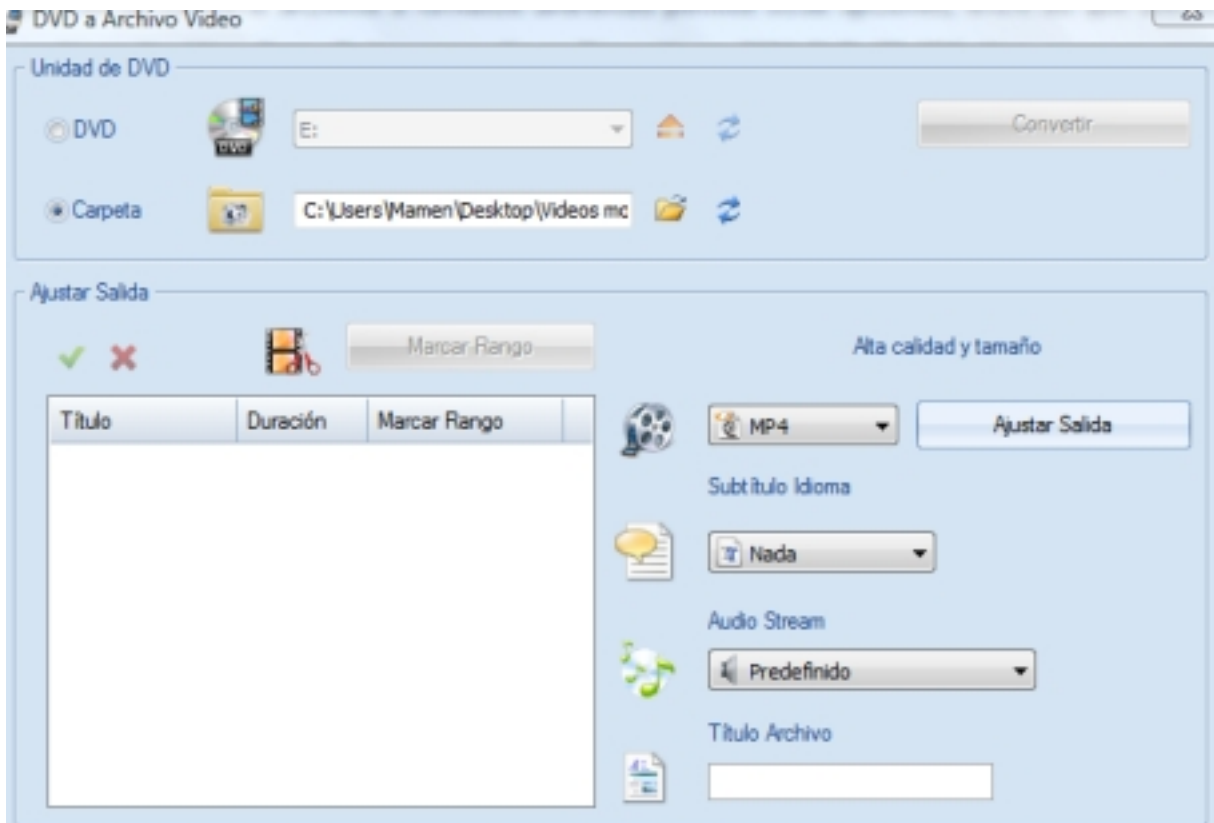 DVD a Archivo Video
Unidad de DVD
DVD
DVD
E:
Convertir
Carpeta
C:\Users\Mamen\Desktop\Videos mc
Ajustar Salida
Marcar Rango
Alta calidad y tamaño
Título
Duración
Marcar Rango
MP4
Ajustar Salida
Subtítulo Idioma
Nada
Audio Stream
Predefinido
Título Archivo